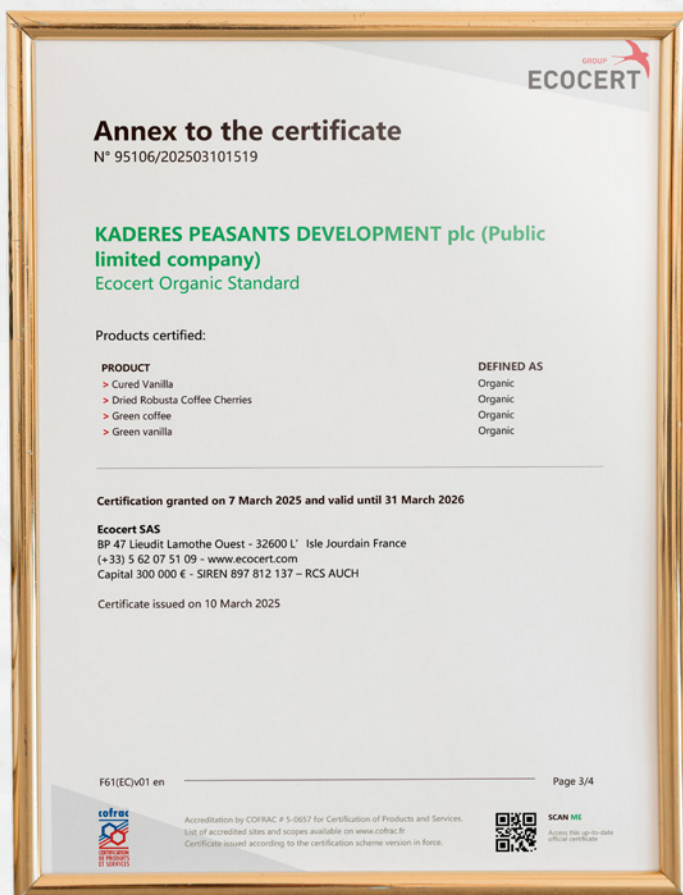 GROUP
ECOCERT
Annex to the certificate
N° 95106/202503101519
KADERES PEASANTS DEVELOPMENT plc (Public
limited company)
Ecocert Organic Standard
Products certified:
PRODUCT DEFINED AS
> Cured Vanilla Organic
> Dried Robusta Coffee Cherries Organic
> Green coffee Organic
> Green vanilla Organic
Certification granted on 7 March 2025 and valid until 31 March 2026
Ecocert SAS
BP 47 Lieudit Lamothe Ouest - 32600 L' Isle Jourdain France
(+33) 5 62 07 51 09 - www.ecocert.com
Capital 300 000 € - SIREN 897 812 137 – RCS AUCH
Certificate issued on 10 March 2025
F61(EC)v01 en Page 3/4
cofrac
CERTIFICATION
DE PRODUITS
ET SERVICES
Accreditation by COFRAC # 5-0657 for Certification of Products and Services.
List of accredited sites and scopes available on www.cofrac.fr
Certificate issued according to the certification scheme version in force.
SCAN ME
Access this up-to-date
official certificate